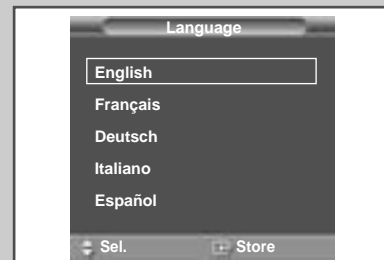 Language
English
Français
Deutsch
Italiano
Español
Sel. Store